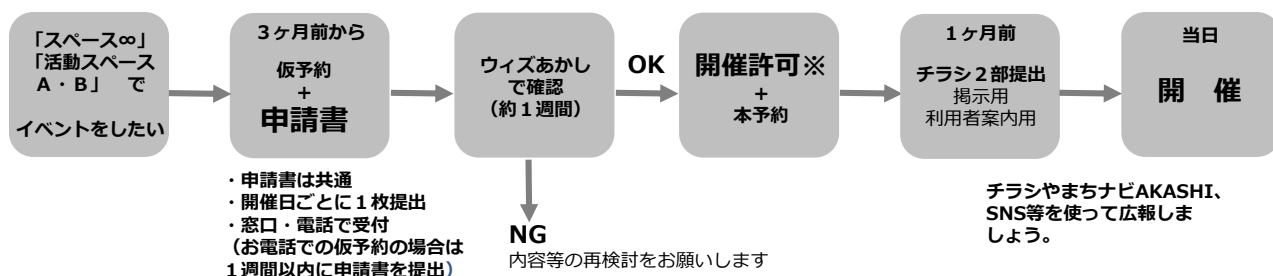 「スペース∞」
「活動スペース
A・B」 で
イベントをしたい
３ヶ月前から
仮予約
+
申請書
ウィズあかし
で確認
（約１週間）
OK
開催許可※
+
本予約
１ヶ月前
チラシ２部提出
掲示用
利用者案内用
当日
開 催
・申請書は共通
・開催日ごとに１枚提出
・窓口・電話で受付
（お電話での仮予約の場合は
１週間以内に申請書を提出）
NG
内容等の再検討をお願いします
チラシやまちナビAKASHI、
SNS等を使って広報しま
しょう。